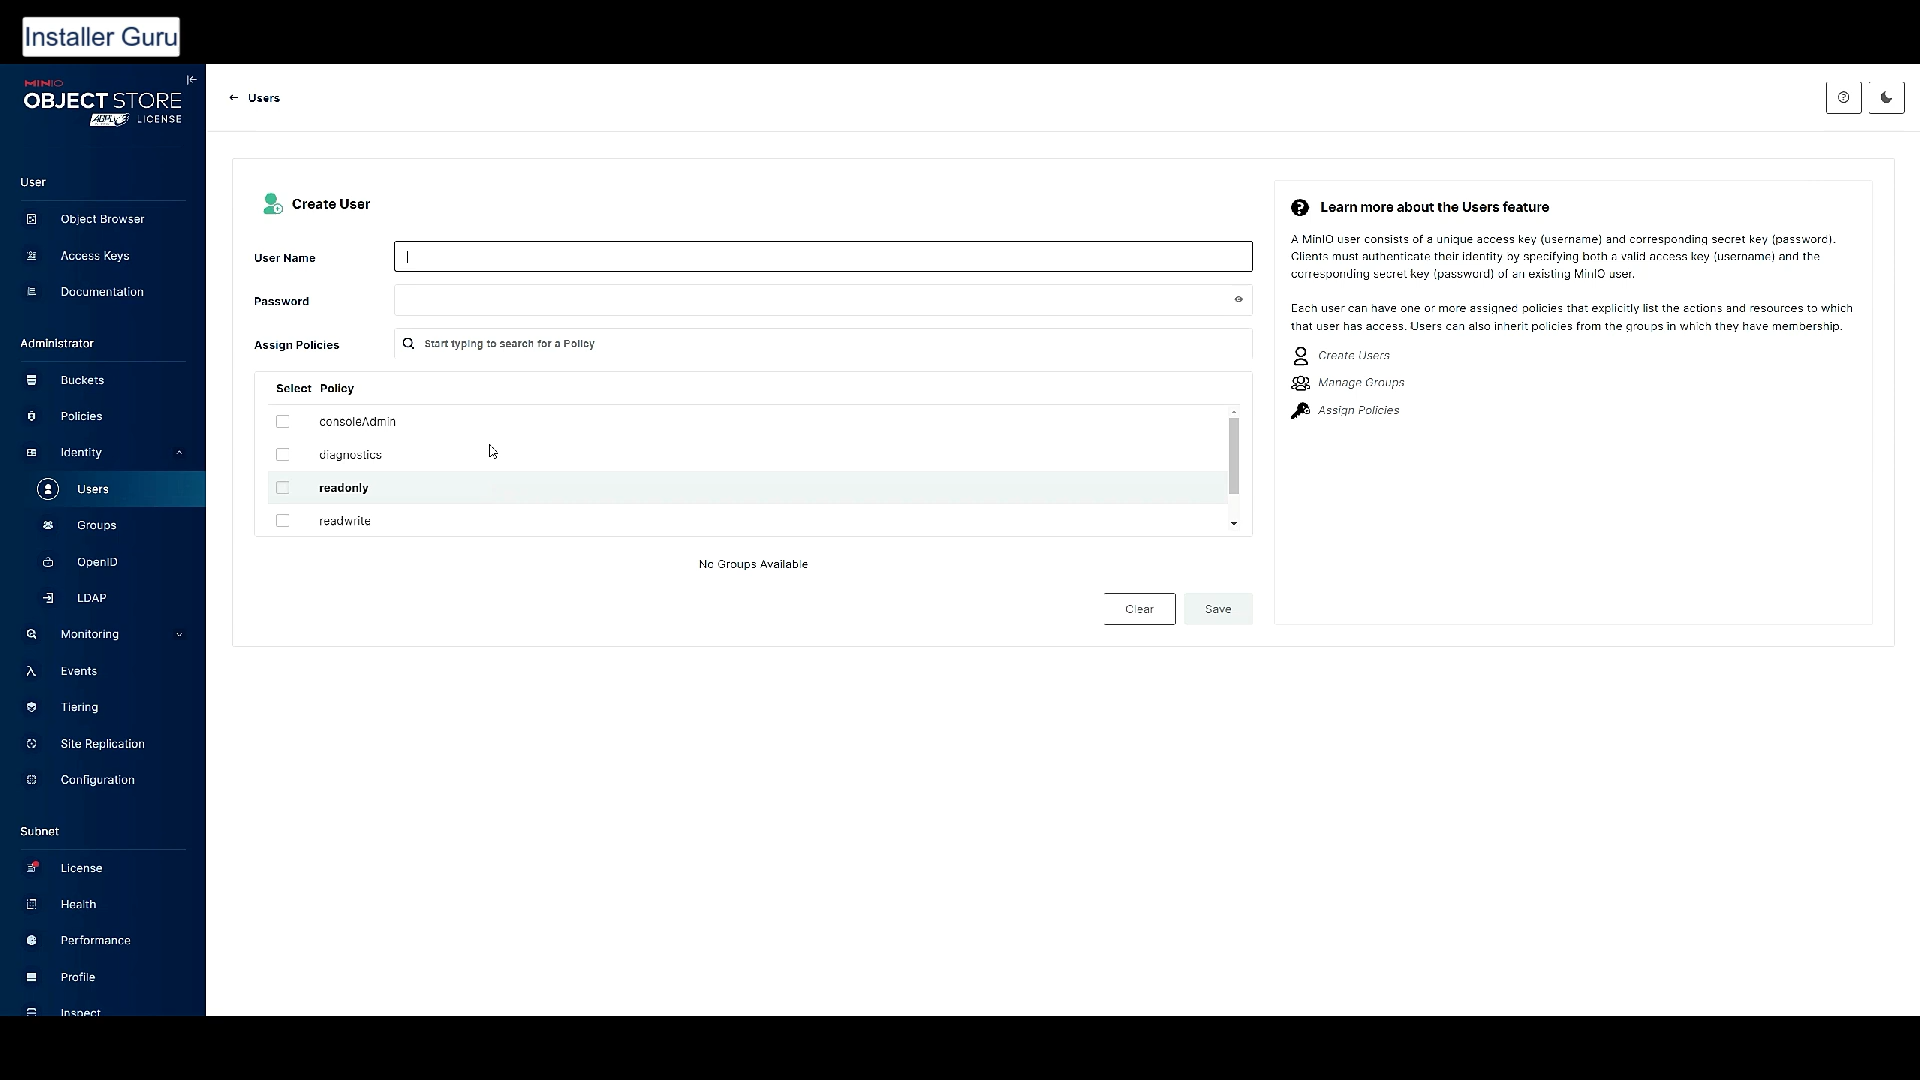 Installer Guru
MINIO
OBJECT STORE
LICENSE
Users
User
Object Browser
Access Keys
Documentation
Administrator
Buckets
Policies
Identity
Users
Groups
OpenID
LDAP
Monitoring
Events
Tiering
Site Replication
Configuration
Subnet
License
Health
Performance
Profile
Inspect
Create User
User Name
Password
Assign Policies
Start typing to search for a Policy
Select Policy
consoleAdmin
diagnostics
readonly
readwrite
No Groups Available
Clear
Save
Learn more about the Users feature
A MinIO user consists of a unique access key (username) and corresponding secret key (password).
Clients must authenticate their identity by specifying both a valid access key (username) and the
corresponding secret key (password) of an existing MinIO user.
Each user can have one or more assigned policies that explicitly list the actions and resources to which
that user has access. Users can also inherit policies from the groups in which they have membership.
Create Users
Manage Groups
Assign Policies